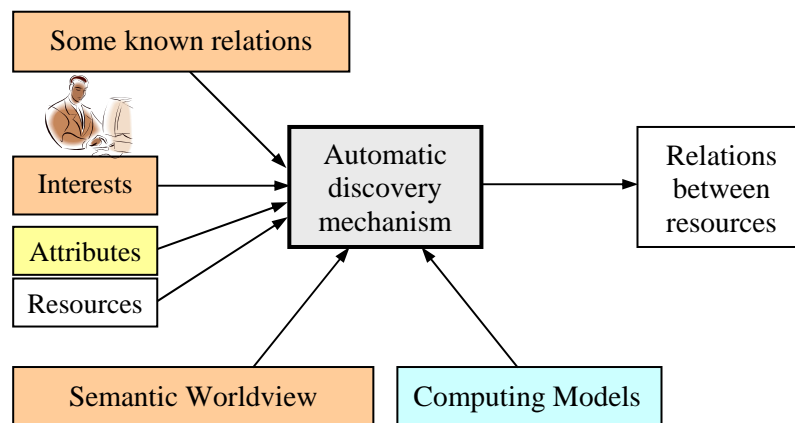 Some known relations
Automatic
discovery
mechanism
Relations
between
resources
Interests
Attributes
Resources
Semantic Worldview
Computing Models